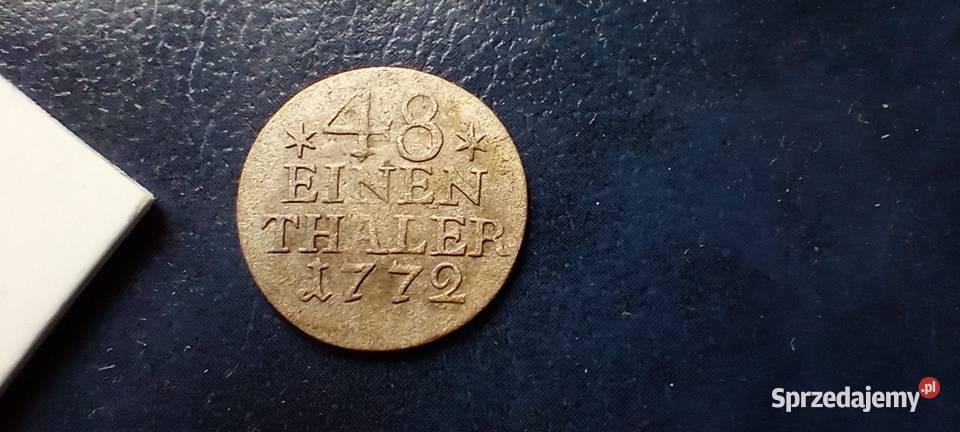 * 48 *
EINEN
THALER
1772
Sprzedajemy.pl